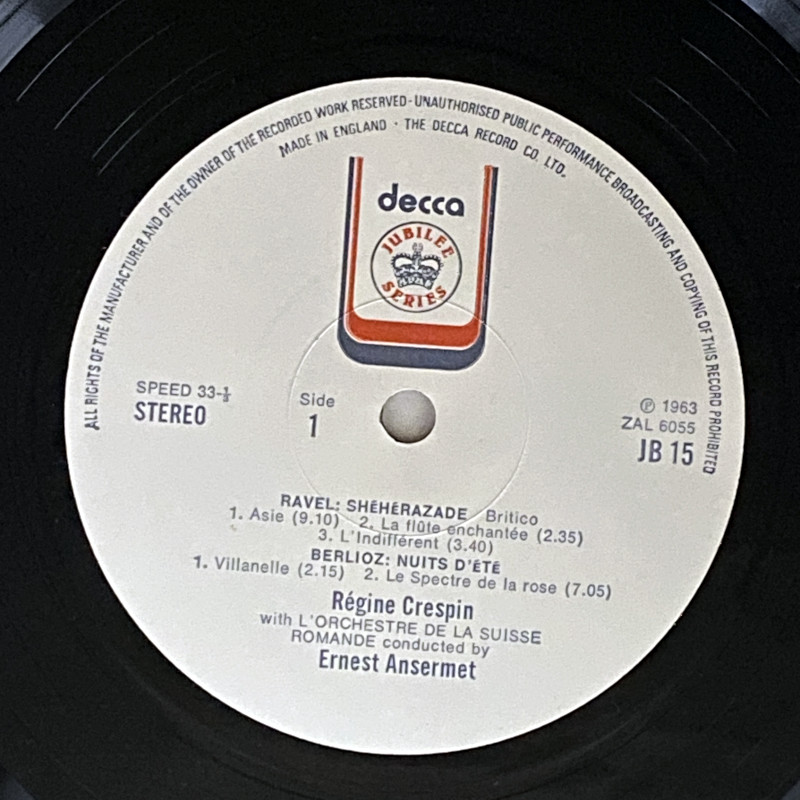 ALL RIGHTS OF THE MANUFACTURER AND OF THE OWNER OF THE RECORDED WORK RESERVED - UNAUTHORISED PUBLIC PERFORMANCE BROADCASTING AND COPYING OF THIS RECORD PROHIBITED
MADE IN ENGLAND · THE DECCA RECORD CO. LTD.
decca
JUBILEE
SERIES
SPEED 33-⅓
STEREO
Side
1
℗ 1963
ZAL 6055
JB 15
RAVEL: SHÉHÉRAZADE Britico
1. Asie (9.10) 2. La flûte enchantée (2.35)
3. L'Indifférent (3.40)
BERLIOZ: NUITS D'ÉTÉ
1. Villanelle (2.15) 2. Le Spectre de la rose (7.05)
Régine Crespin
with L'ORCHESTRE DE LA SUISSE
ROMANDE conducted by
Ernest Ansermet